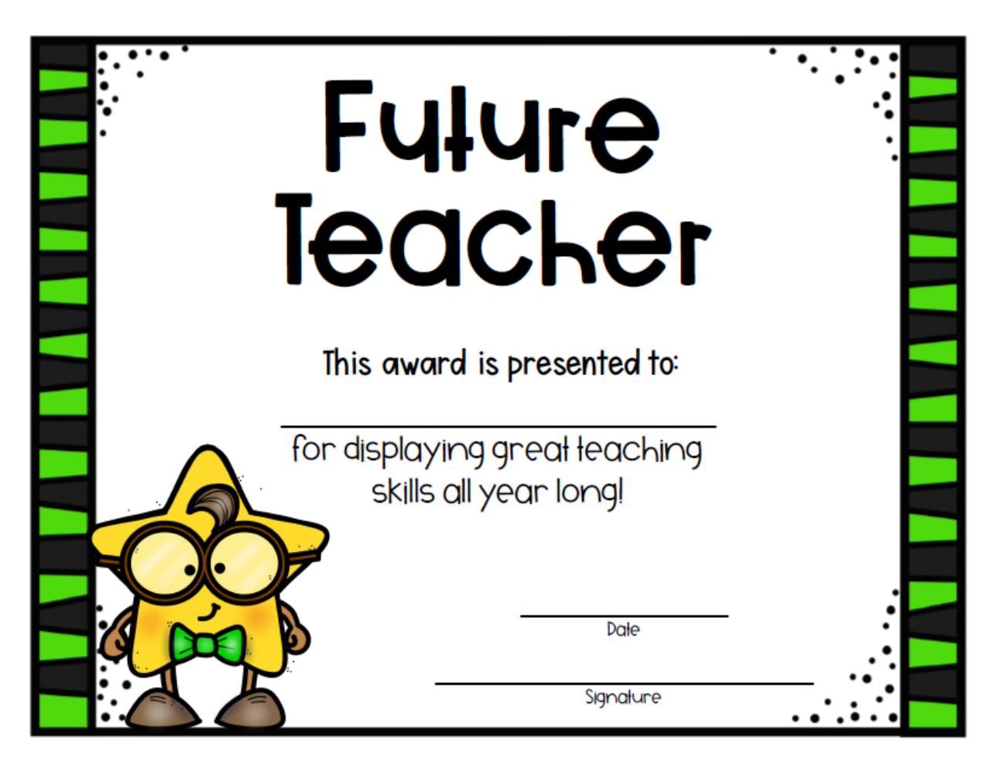 Future
Teacher
This award is presented to:
for displaying great teaching
skills all year long!
Date
Signature